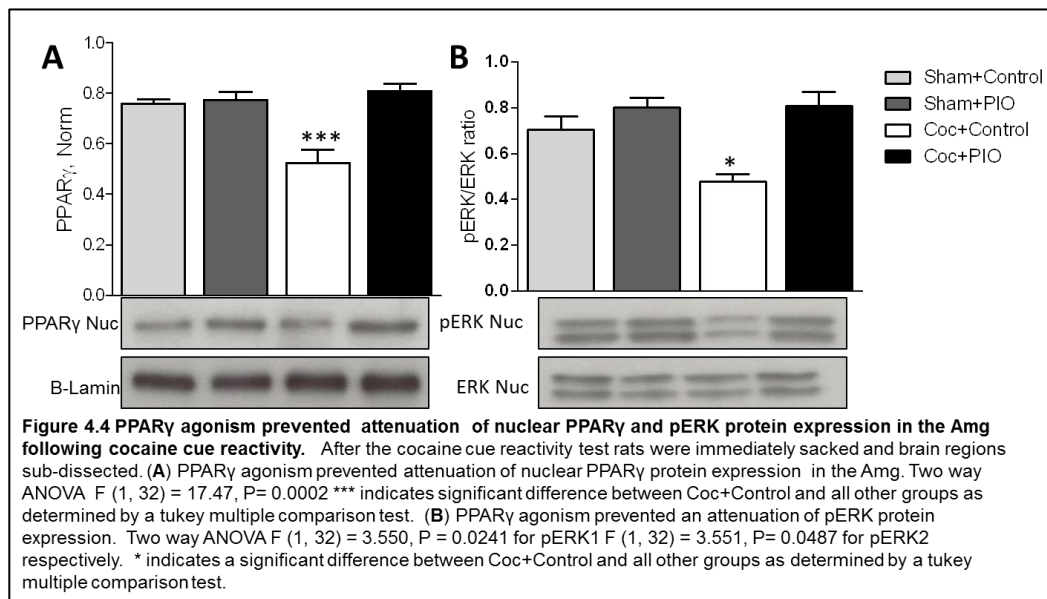 A
1.0
0.8
0.6
0.4
0.2
0.0
PPARγ, Norm
***
PPARγ Nuc
B-Lamin
B
1.0
0.8
0.6
0.4
0.2
0.0
pERK/ERK ratio
*
pERK Nuc
ERK Nuc
Sham+Control
Sham+PIO
Coc+Control
Coc+PIO
Figure 4.4 PPARγ agonism prevented attenuation of nuclear PPARγ and pERK protein expression in the Amg
following cocaine cue reactivity. After the cocaine cue reactivity test rats were immediately sacked and brain regions
sub-dissected. (A) PPARγ agonism prevented attenuation of nuclear PPARγ protein expression in the Amg. Two way
ANOVA F (1, 32) = 17.47, P= 0.0002 *** indicates significant difference between Coc+Control and all other groups as
determined by a tukey multiple comparison test. (B) PPARγ agonism prevented an attenuation of pERK protein
expression. Two way ANOVA F (1, 32) = 3.550, P = 0.0241 for pERK1 F (1, 32) = 3.551, P= 0.0487 for pERK2
respectively. * indicates a significant difference between Coc+Control and all other groups as determined by a tukey
multiple comparison test.